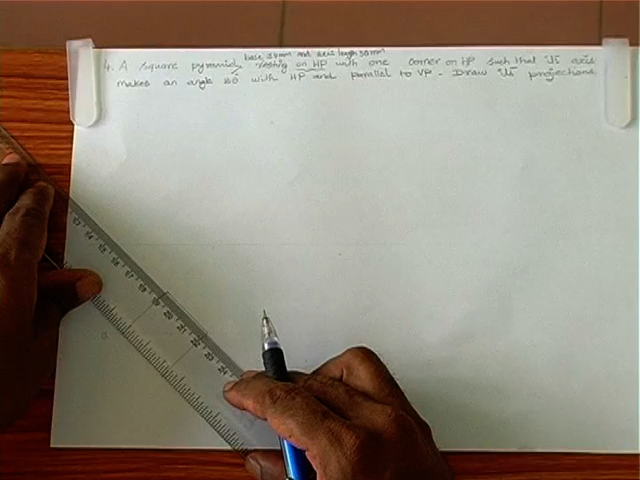 base 30mm and axis length 50mm
4. A square pyramid, resting on HP with one corner on HP such that its axis
makes an angle 30 with HP and parallel to VP - Draw its projections